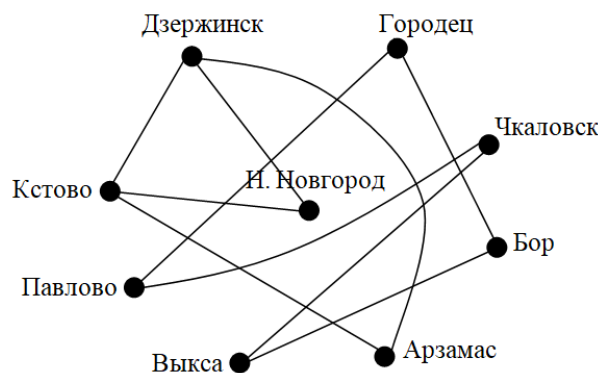 Дзержинск
Городец
Чкаловск
Кстово
Н. Новгород
Бор
Павлово
Выкса
Арзамас